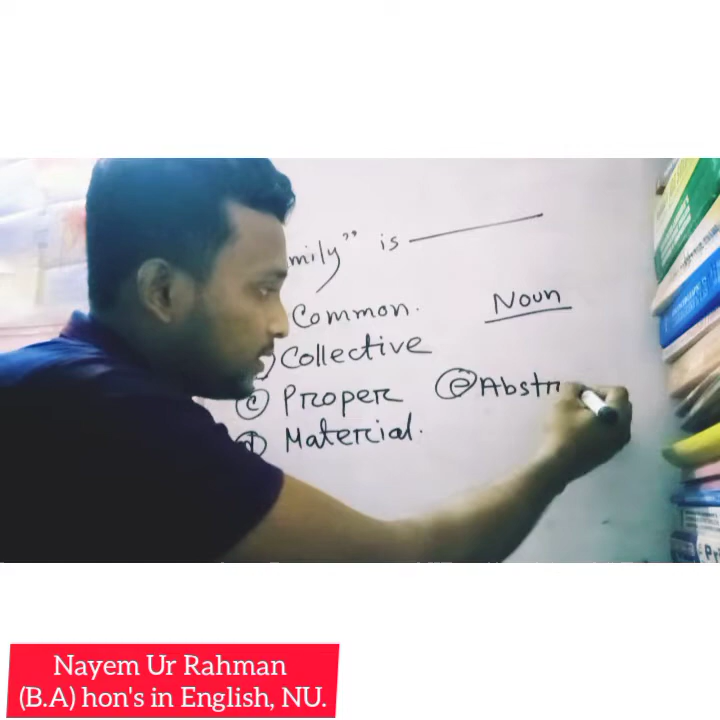 mily” is
Common.
Noun
Collective
(c) Proper
(e) Abstr
(d) Material.
Nayem Ur Rahman
(B.A) hon's in English, NU.